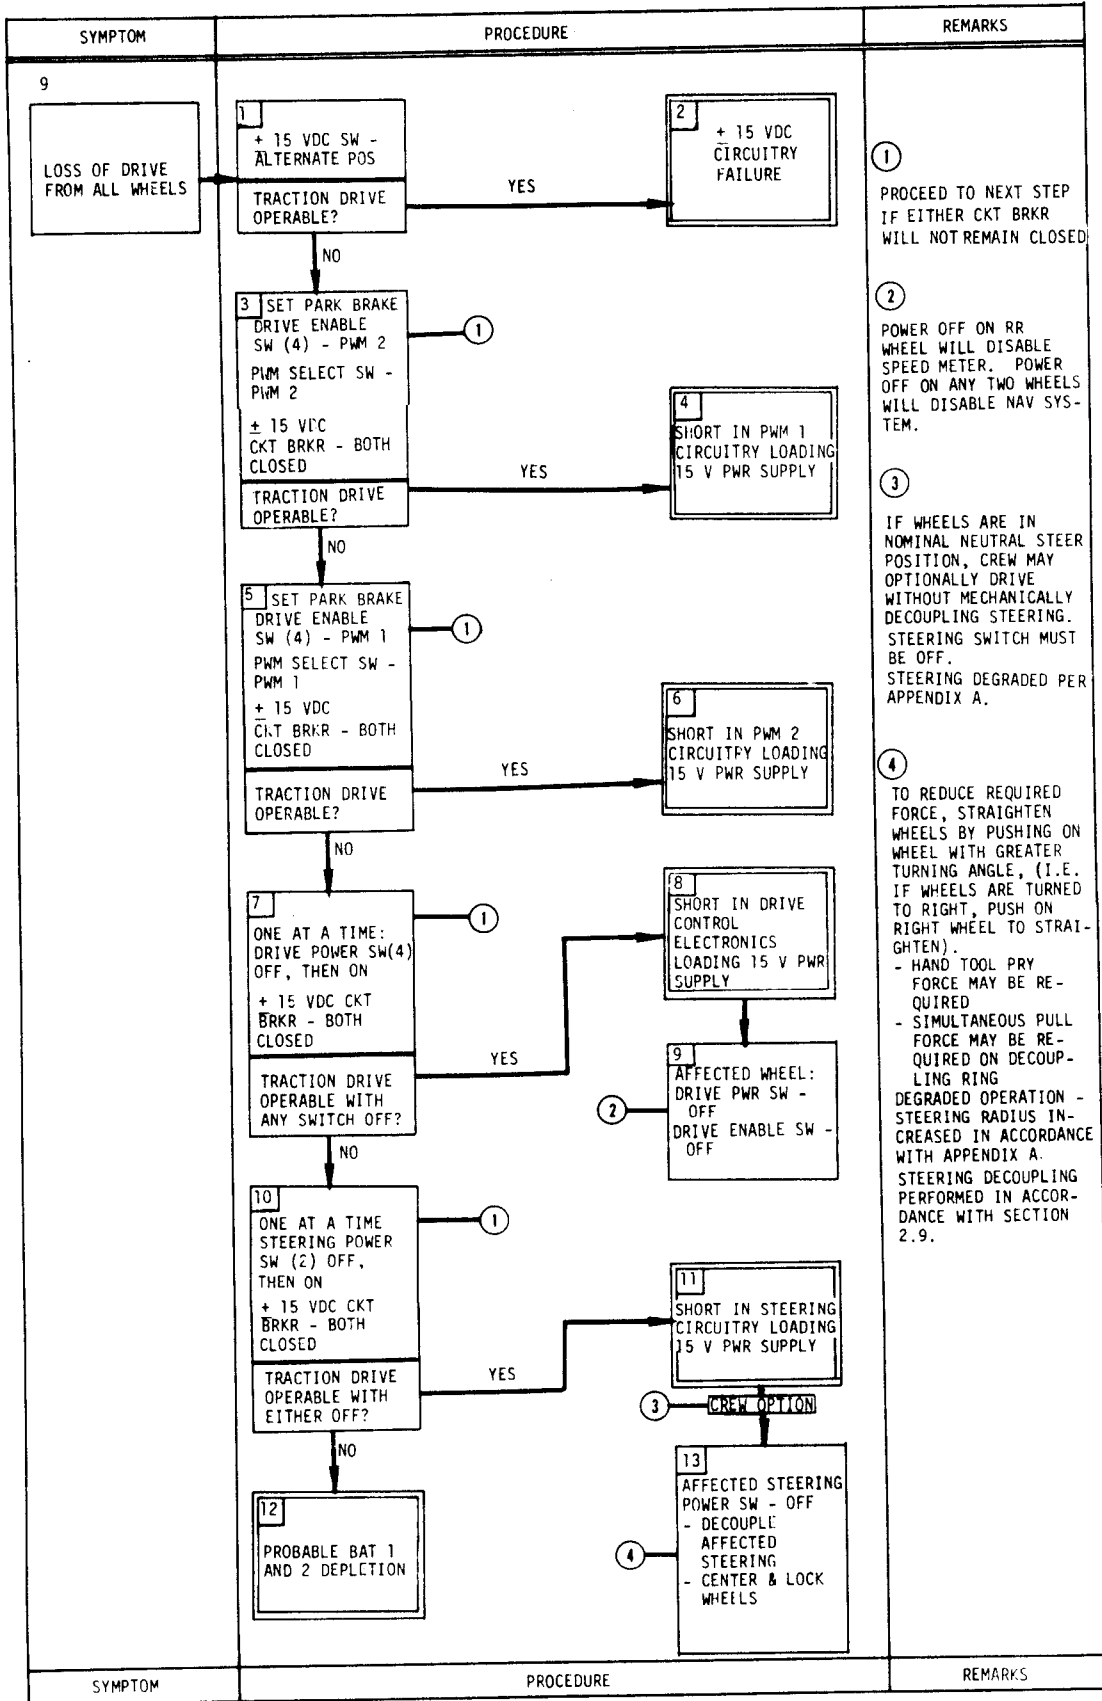 SYMPTOM
PROCEDURE
REMARKS
9
LOSS OF DRIVE
FROM ALL WHEELS
1
± 15 VDC SW -
ALTERNATE POS
TRACTION DRIVE
OPERABLE?
YES
NO
2
± 15 VDC
CIRCUITRY
FAILURE
3 SET PARK BRAKE
DRIVE ENABLE
SW (4) - PWM 2
PWM SELECT SW -
PWM 2
± 15 VDC
CKT BRKR - BOTH
CLOSED
TRACTION DRIVE
OPERABLE?
1
YES
NO
4
SHORT IN PWM 1
CIRCUITRY LOADING
15 V PWR SUPPLY
5 SET PARK BRAKE
DRIVE ENABLE
SW (4) - PWM 1
PWM SELECT SW -
PWM 1
± 15 VDC
CKT BRKR - BOTH
CLOSED
TRACTION DRIVE
OPERABLE?
1
YES
NO
6
SHORT IN PWM 2
CIRCUITRY LOADING
15 V PWR SUPPLY
7
ONE AT A TIME:
DRIVE POWER SW(4)
OFF, THEN ON
± 15 VDC CKT
BRKR - BOTH
CLOSED
TRACTION DRIVE
OPERABLE WITH
ANY SWITCH OFF?
1
YES
NO
8
SHORT IN DRIVE
CONTROL
ELECTRONICS
LOADING 15 V PWR
SUPPLY
9
AFFECTED WHEEL:
DRIVE PWR SW -
OFF
DRIVE ENABLE SW -
OFF
2
10
ONE AT A TIME
STEERING POWER
SW (2) OFF,
THEN ON
± 15 VDC CKT
BRKR - BOTH
CLOSED
TRACTION DRIVE
OPERABLE WITH
EITHER OFF?
1
YES
NO
11
SHORT IN STEERING
CIRCUITRY LOADING
15 V PWR SUPPLY
3
CREW OPTION
12
PROBABLE BAT 1
AND 2 DEPLETION
13
AFFECTED STEERING
POWER SW - OFF
- DECOUPLE
AFFECTED
STEERING
- CENTER & LOCK
WHEELS
4
1
PROCEED TO NEXT STEP
IF EITHER CKT BRKR
WILL NOT REMAIN CLOSED
2
POWER OFF ON RR
WHEEL WILL DISABLE
SPEED METER. POWER
OFF ON ANY TWO WHEELS
WILL DISABLE NAV SYS-
TEM.
3
IF WHEELS ARE IN
NOMINAL NEUTRAL STEER
POSITION, CREW MAY
OPTIONALLY DRIVE
WITHOUT MECHANICALLY
DECOUPLING STEERING.
STEERING SWITCH MUST
BE OFF.
STEERING DEGRADED PER
APPENDIX A.
4
TO REDUCE REQUIRED
FORCE, STRAIGHTEN
WHEELS BY PUSHING ON
WHEEL WITH GREATER
TURNING ANGLE, (I.E.
IF WHEELS ARE TURNED
TO RIGHT, PUSH ON
RIGHT WHEEL TO STRAI-
GHTEN).
- HAND TOOL PRY
FORCE MAY BE RE-
QUIRED
- SIMULTANEOUS PULL
FORCE MAY BE RE-
QUIRED ON DECOUP-
LING RING
DEGRADED OPERATION -
STEERING RADIUS IN-
CREASED IN ACCORDANCE
WITH APPENDIX A.
STEERING DECOUPLING
PERFORMED IN ACCOR-
DANCE WITH SECTION
2.9.
SYMPTOM
PROCEDURE
REMARKS